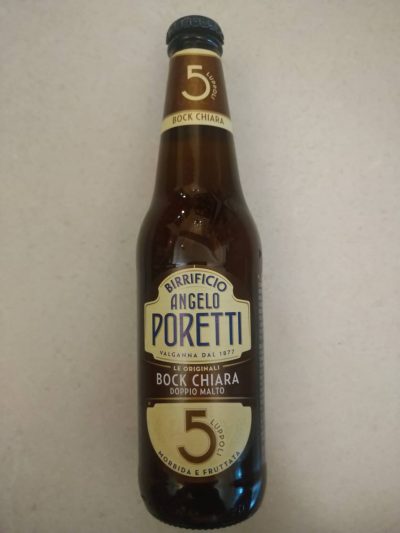 5 LUPPOLI
BOCK CHIARA
BIRRIFICIO
ANGELO
PORETTI
VALGANNA DAL 1877
LE ORIGINALI
BOCK CHIARA
DOPPIO MALTO
5 LUPPOLI
MORBIDA E FRUTTATA